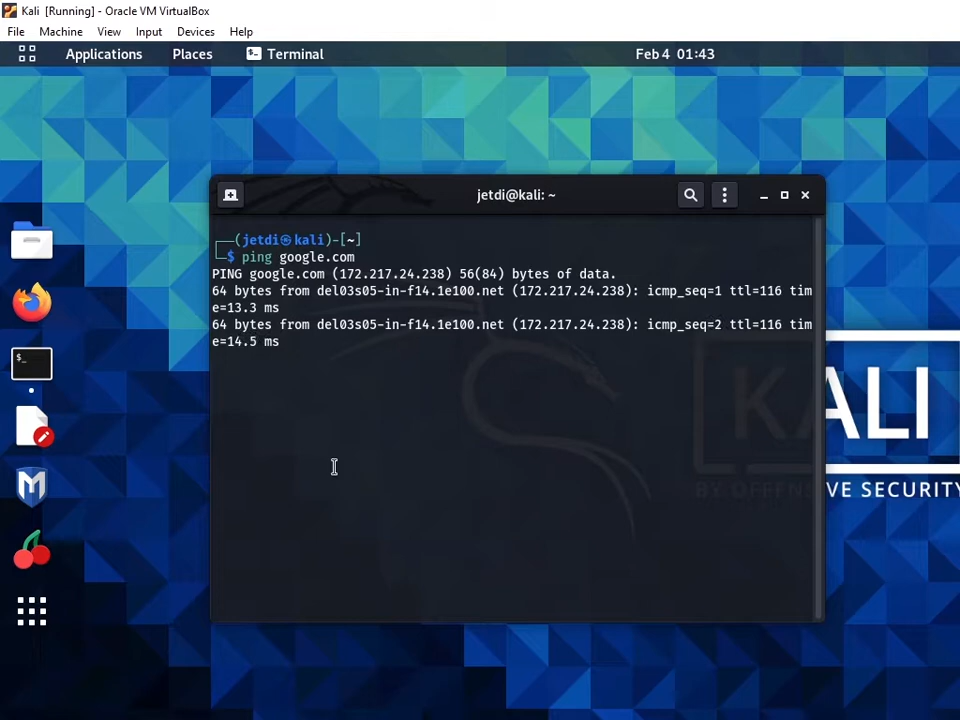 Kali [Running] - Oracle VM VirtualBox
File Machine View Input Devices Help
Applications Places Terminal Feb 4 01:43
jetdi@kali: ~
┌──(jetdi㉿kali)-[~]
└─$ ping google.com
PING google.com (172.217.24.238) 56(84) bytes of data.
64 bytes from del03s05-in-f14.1e100.net (172.217.24.238): icmp_seq=1 ttl=116 tim
e=13.3 ms
64 bytes from del03s05-in-f14.1e100.net (172.217.24.238): icmp_seq=2 ttl=116 tim
e=14.5 ms
KALI
BY OFFENSIVE SECURITY